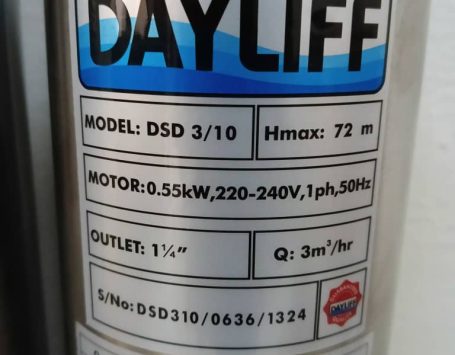 DAYLIFF
MODEL: DSD 3/10
Hmax: 72 m
MOTOR:0.55kW,220-240V,1ph,50Hz
OUTLET: 1¼"
Q: 3m³/hr
S/No: DSD310/0636/1324
DAYLIFF